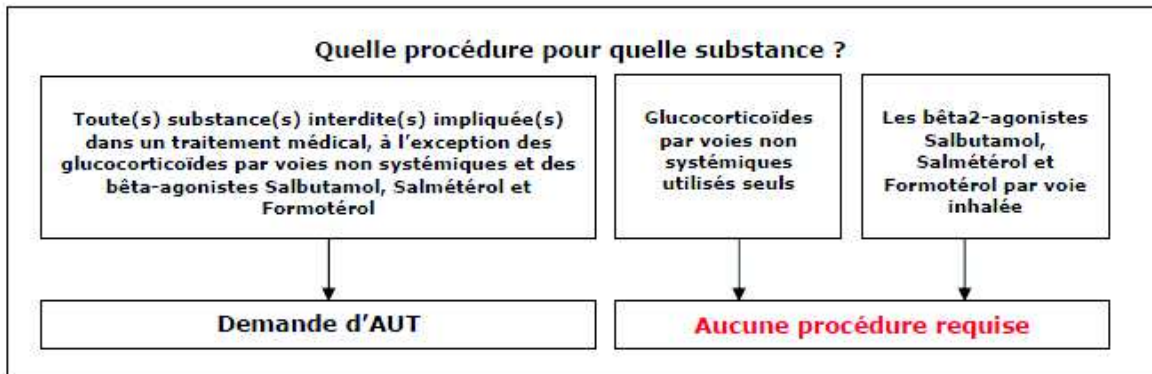 Quelle procédure pour quelle substance ?
Toute(s) substance(s) interdite(s) impliquée(s)
dans un traitement médical, à l'exception des
glucocorticoïdes par voies non systémiques et des
bêta-agonistes Salbutamol, Salmétérol et
Formotérol
Glucocorticoïdes
par voies non
systémiques
utilisés seuls
Les bêta2-agonistes
Salbutamol,
Salmétérol et
Formotérol par voie
inhalée
Demande d'AUT
Aucune procédure requise